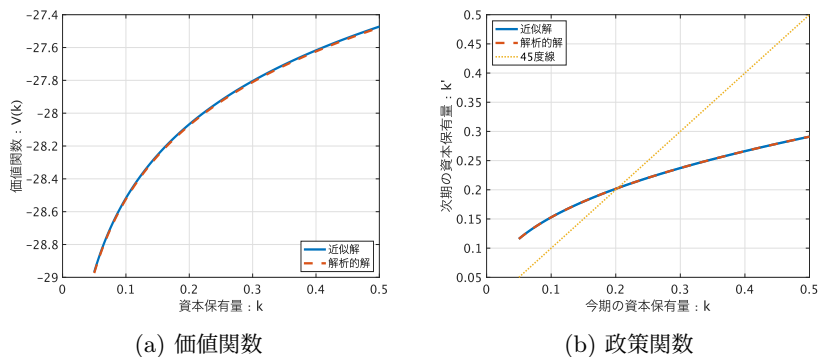 -27.4
-27.6
-27.8
-28
-28.2
-28.4
-28.6
-28.8
-29
価値関数：V(k)
近似解
解析的解
0 0.1 0.2 0.3 0.4 0.5
資本保有量：k
(a) 価値関数
0.5
0.45
0.4
0.35
0.3
0.25
0.2
0.15
0.1
0.05
次期の資本保有量：k'
近似解
解析的解
45度線
0 0.1 0.2 0.3 0.4 0.5
今期の資本保有量：k
(b) 政策関数